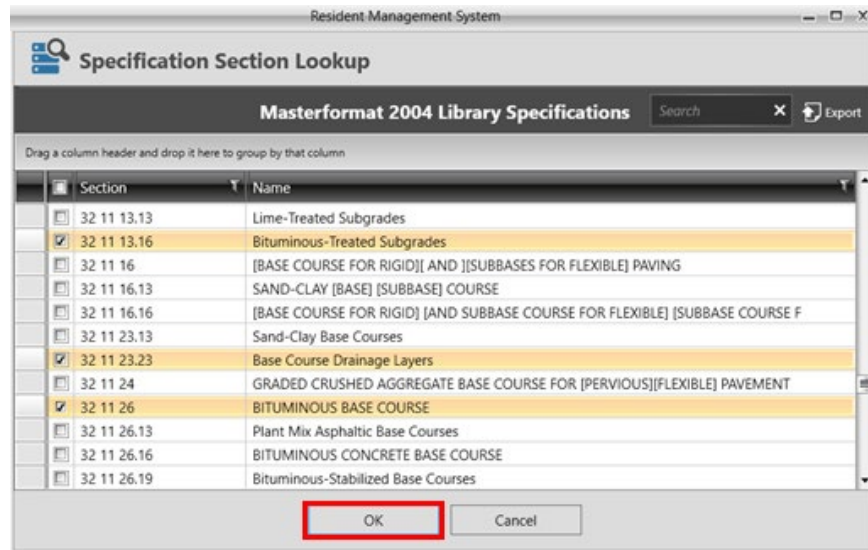 Resident Management System
Specification Section Lookup
Masterformat 2004 Library Specifications Search Export
Drag a column header and drop it here to group by that column
Section Name
32 11 13.13 Lime-Treated Subgrades
32 11 13.16 Bituminous-Treated Subgrades
32 11 16 [BASE COURSE FOR RIGID][ AND ][SUBBASES FOR FLEXIBLE] PAVING
32 11 16.13 SAND-CLAY [BASE] [SUBBASE] COURSE
32 11 16.16 [BASE COURSE FOR RIGID] [AND SUBBASE COURSE FOR FLEXIBLE] [SUBBASE COURSE F
32 11 23.13 Sand-Clay Base Courses
32 11 23.23 Base Course Drainage Layers
32 11 24 GRADED CRUSHED AGGREGATE BASE COURSE FOR [PERVIOUS][FLEXIBLE] PAVEMENT
32 11 26 BITUMINOUS BASE COURSE
32 11 26.13 Plant Mix Asphaltic Base Courses
32 11 26.16 BITUMINOUS CONCRETE BASE COURSE
32 11 26.19 Bituminous-Stabilized Base Courses
OK Cancel